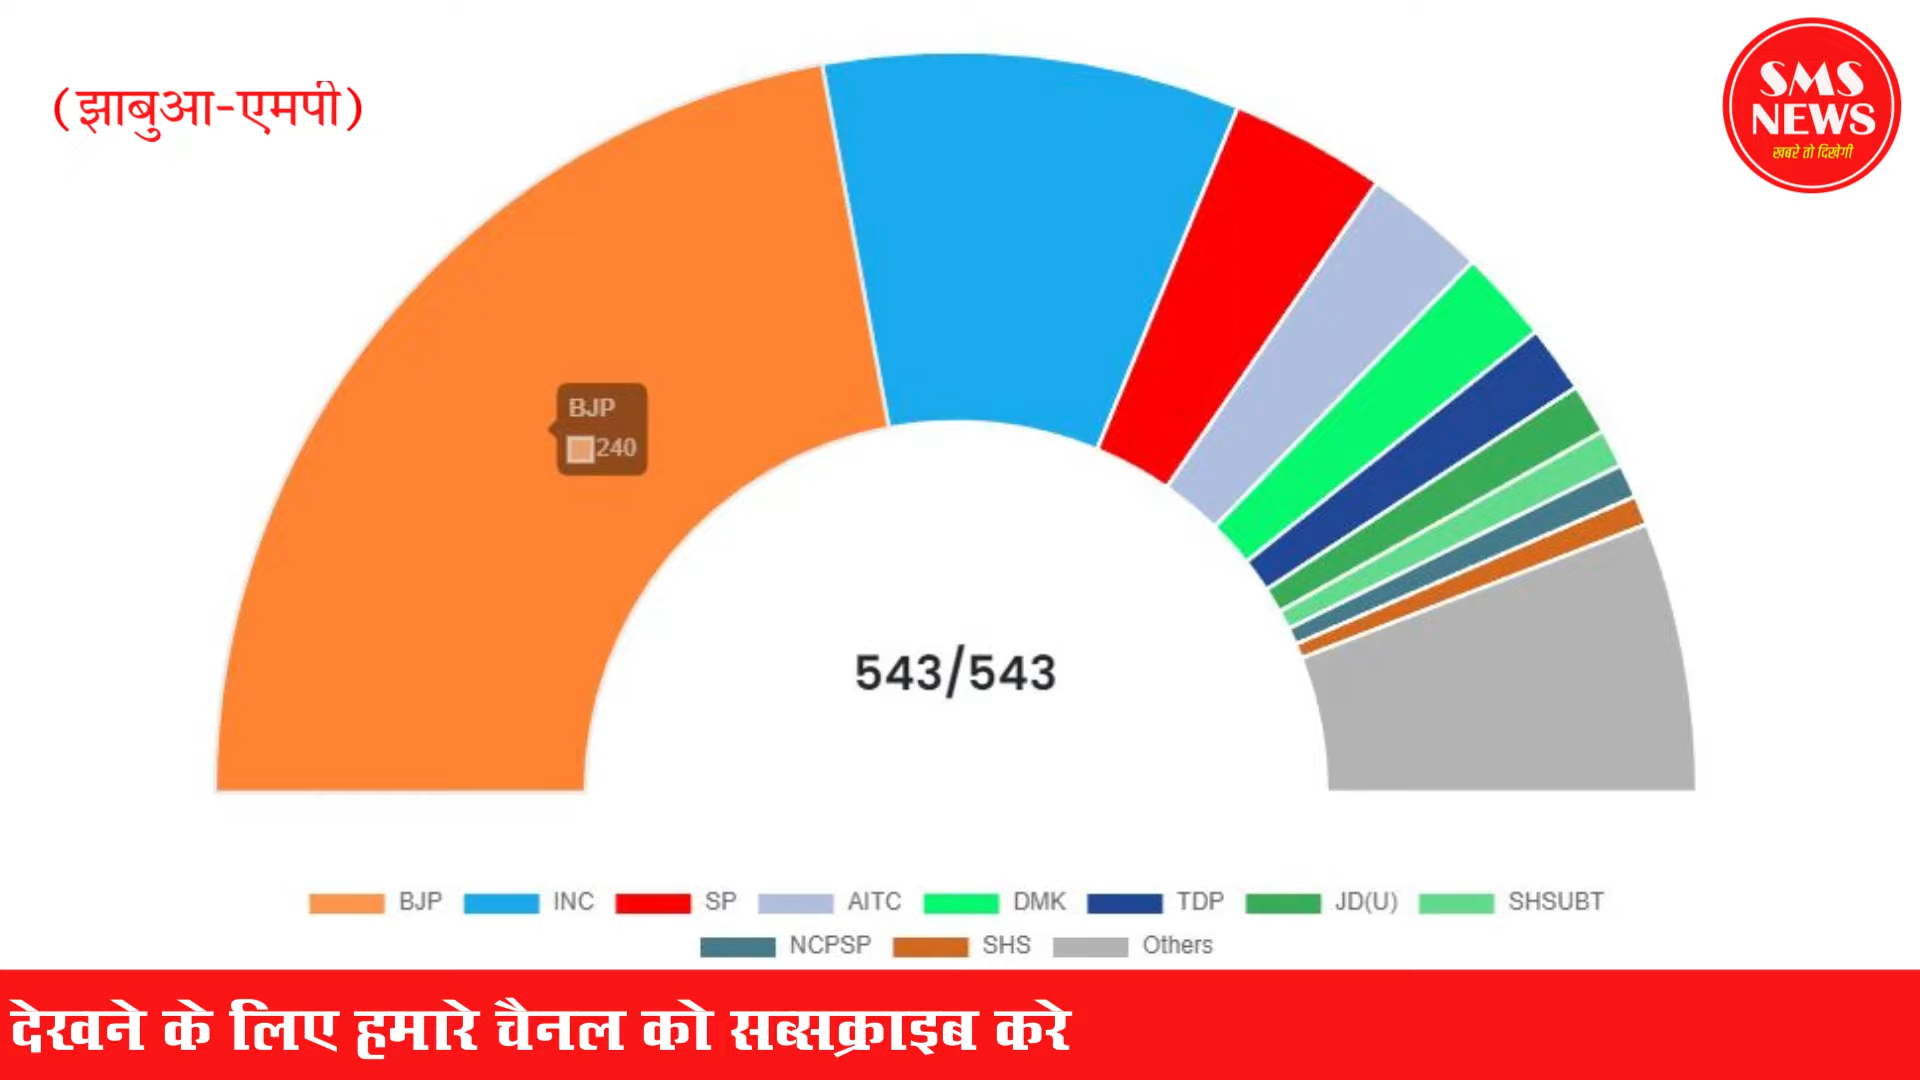 (झाबुआ-एमपी)
SMS
NEWS
खबरे तो दिखेगी
BJP
240
543/543
BJP INC SP AITC DMK TDP JD(U) SHSUBT
NCPSP SHS Others
देखने के लिए हमारे चैनल को सब्सक्राइब करे